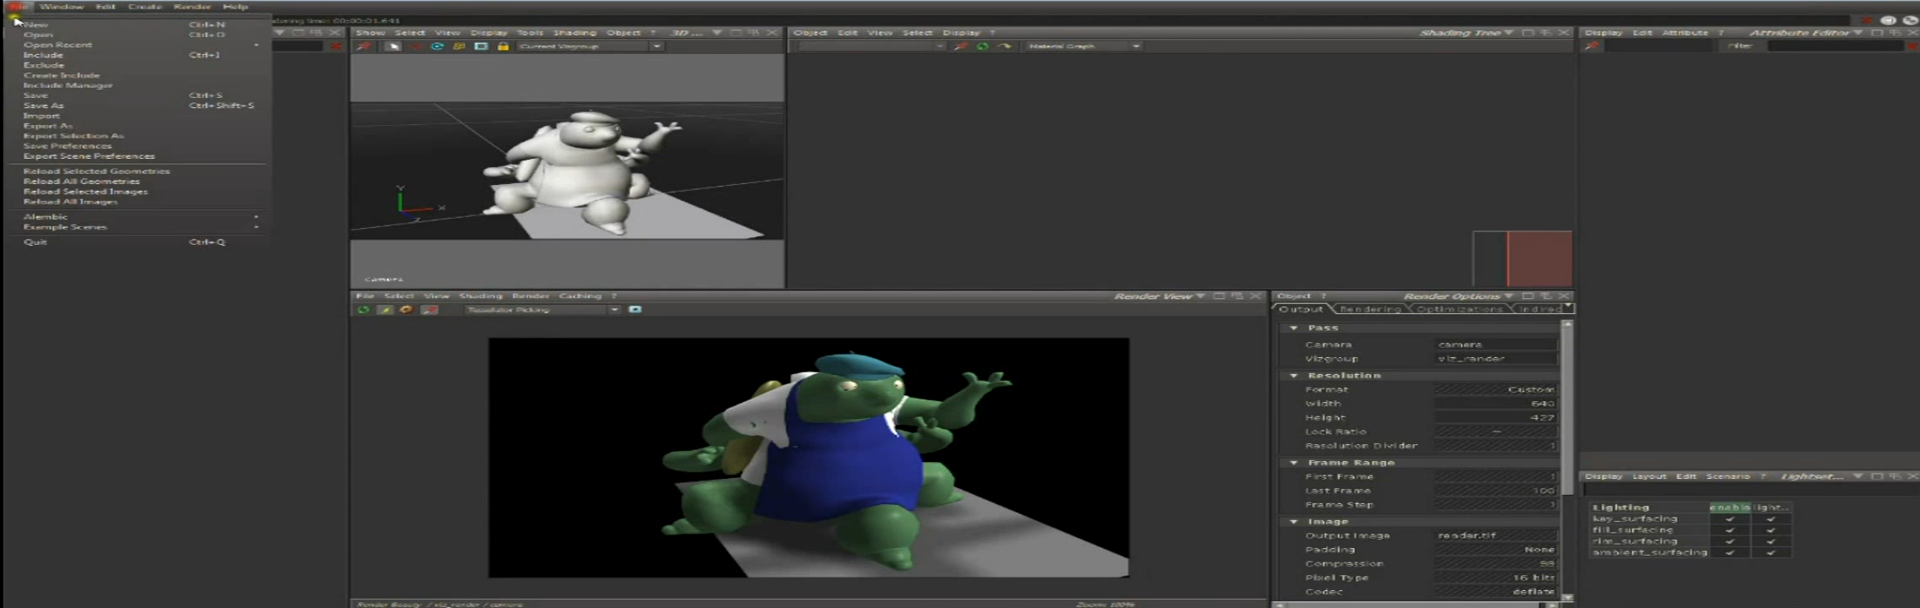 File Window Edit Create Render Help
rendering time: 00:00:01.641
New Ctrl+N
Open Ctrl+O
Open Recent
Include Ctrl+I
Exclude
Create Include
Include Manager
Save Ctrl+S
Save As Ctrl+Shift+S
Import
Export As
Export Selection As
Save Preferences
Export Scene Preferences
Reload Selected Geometries
Reload All Geometries
Reload Selected Images
Reload All Images
Alembic
Example Scenes
Quit Ctrl+Q
Show Select View Display Tools Shading Object ? 3D ...
Current Vizgroup
Y
X
Z
camera
Object Edit View Select Display ? Shading Tree
Material Graph
Display Edit Attribute ? Attribute Editor
Filter
File Select View Shading Render Caching ? Render View
Tessellator Picking
Render Beauty / viz_render / camera Zoom: 100%
Object ? Render Options
Output Rendering Optimizations Indirec
Pass
Camera camera
Vizgroup viz_render
Resolution
Format Custom
Width 640
Height 427
Lock Ratio
Resolution Divider 1
Frame Range
First Frame 1
Last Frame 100
Frame Step 1
Image
Output Image render.tif
Padding None
Compression
Pixel Type 16 bits
Codec deflate
Display Layout Edit Scenario ? Lightset...
Lighting enable light..
key_surfacing
fill_surfacing
rim_surfacing
ambient_surfacing